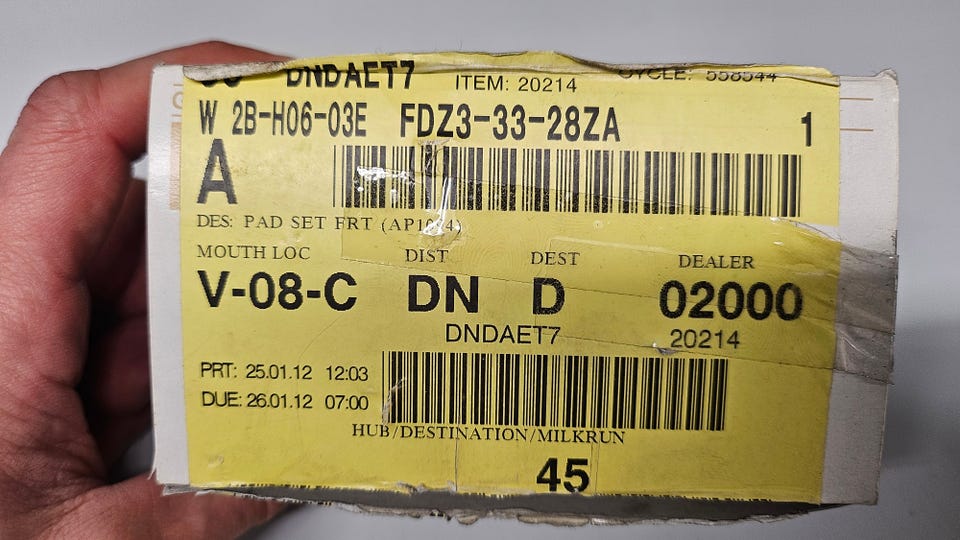 DNDAET7 ITEM: 20214 CYCLE: 558544
W 2B-H06-03E FDZ3-33-28ZA 1
A
DES: PAD SET FRT
MOUTH LOC DIST DEST DEALER
V-08-C DN D 02000
DNDAET7 20214
PRT: 25.01.12 12:03
DUE: 26.01.12 07:00
HUB/DESTINATION/MILKRUN
45